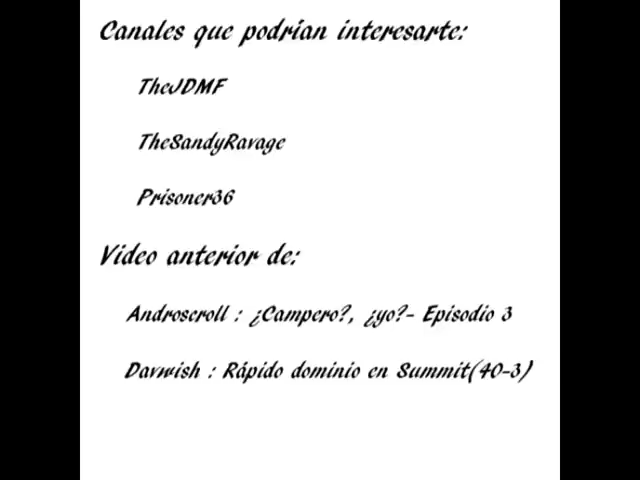 Canales que podrían interesarte:
TheJDMF
TheSandyRavage
Prisoner36
Video anterior de:
Androscroll : ¿Campero?, ¿yo?- Episodio 3
Davwish : Rápido dominio en Summit(40-3)